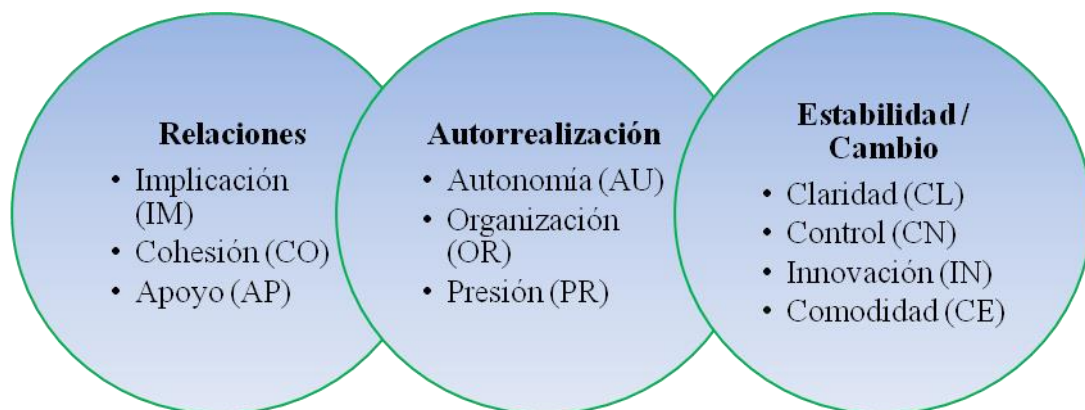 Relaciones
• Implicación
(IM)
• Cohesión (CO)
• Apoyo (AP)
Autorrealización
• Autonomía (AU)
• Organización
(OR)
• Presión (PR)
Estabilidad /
Cambio
• Claridad (CL)
• Control (CN)
• Innovación (IN)
• Comodidad (CE)